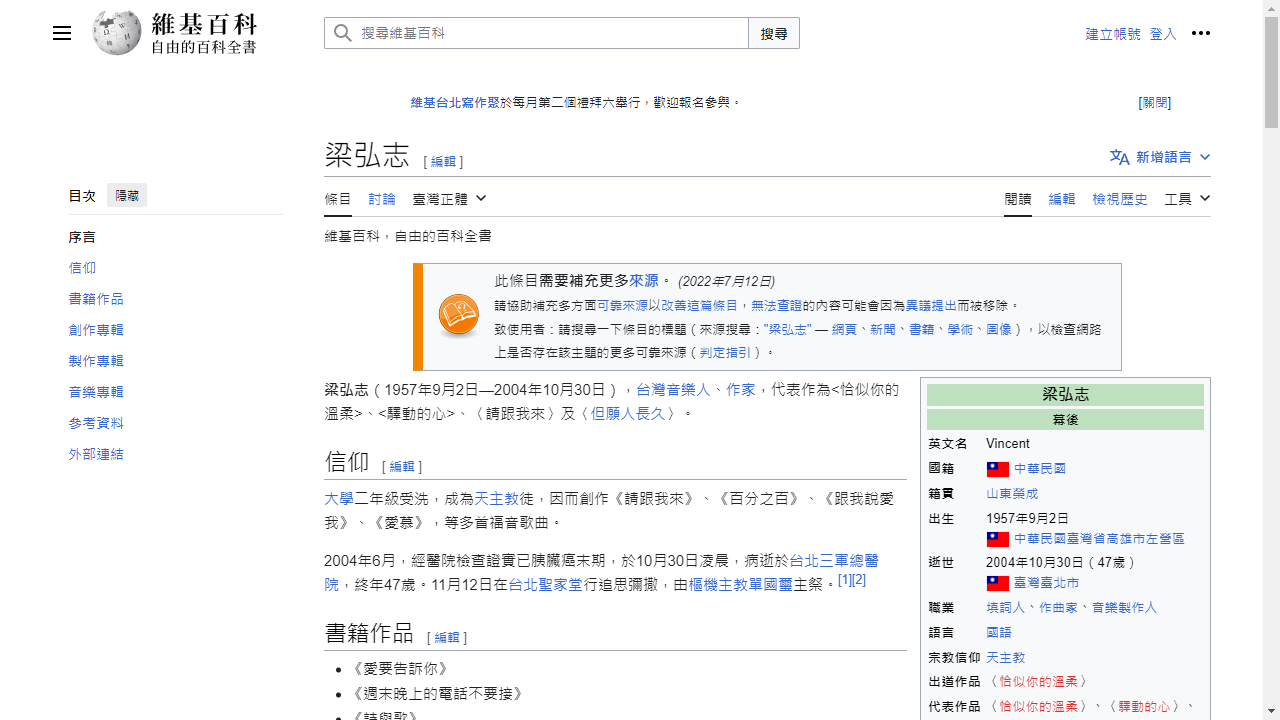 維基百科
自由的百科全書
搜尋維基百科
搜尋
建立帳號 登入
維基台北寫作聚於每月第二個禮拜六舉行，歡迎報名參與。
[關閉]
梁弘志 [ 編輯 ]
新增語言
目次 隱藏
序言
信仰
書籍作品
創作專輯
製作專輯
音樂專輯
參考資料
外部連結
條目 討論 臺灣正體
閱讀 編輯 檢視歷史 工具
維基百科，自由的百科全書
此條目需要補充更多來源。 (2022年7月12日)
請協助補充多方面可靠來源以改善這篇條目，無法查證的內容可能會因為異議提出而被移除。
致使用者：請搜尋一下條目的標題（來源搜尋："梁弘志" — 網頁、新聞、書籍、學術、圖像），以檢查網路
上是否存在該主題的更多可靠來源（判定指引）。
梁弘志（1957年9月2日—2004年10月30日），台灣音樂人、作家，代表作為<恰似你的
溫柔>、<驛動的心>、〈請跟我來〉及〈但願人長久〉。
信仰 [ 編輯 ]
大學二年級受洗，成為天主教徒，因而創作《請跟我來》、《百分之百》、《跟我說愛
我》、《愛慕》，等多首福音歌曲。
2004年6月，經醫院檢查證實已胰臟癌末期，於10月30日凌晨，病逝於台北三軍總醫
院，終年47歲。11月12日在台北聖家堂行追思彌撒，由樞機主教單國璽主祭。[1][2]
書籍作品 [ 編輯 ]
《愛要告訴你》
《週末晚上的電話不要接》
《詩與歌》
梁弘志
幕後
英文名 Vincent
國籍 中華民國
籍貫 山東榮成
出生 1957年9月2日
中華民國臺灣省高雄市左營區
逝世 2004年10月30日（47歲）
臺灣臺北市
職業 填詞人、作曲家、音樂製作人
語言 國語
宗教信仰 天主教
出道作品 〈恰似你的溫柔〉
代表作品 〈恰似你的溫柔〉、〈驛動的心〉、